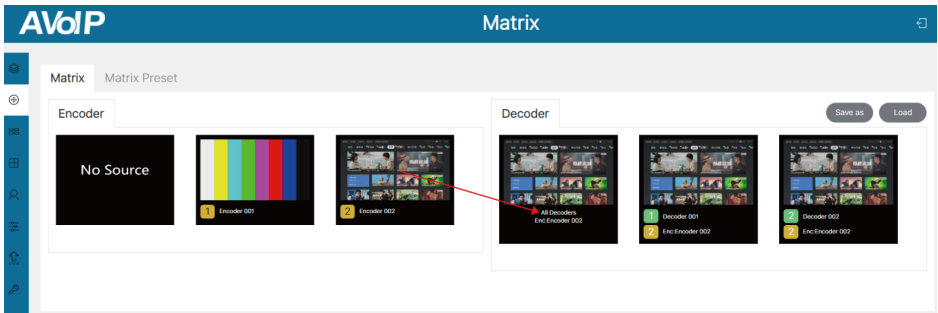 AVoIP
Matrix
Matrix Matrix Preset
Encoder
Decoder
Save as
Load
No Source
1 Encoder 001
2 Encoder 002
All Decoders
Enc:Encoder 002
1 Decoder 001
2 Enc:Encoder 002
2 Decoder 002
2 Enc:Encoder 002